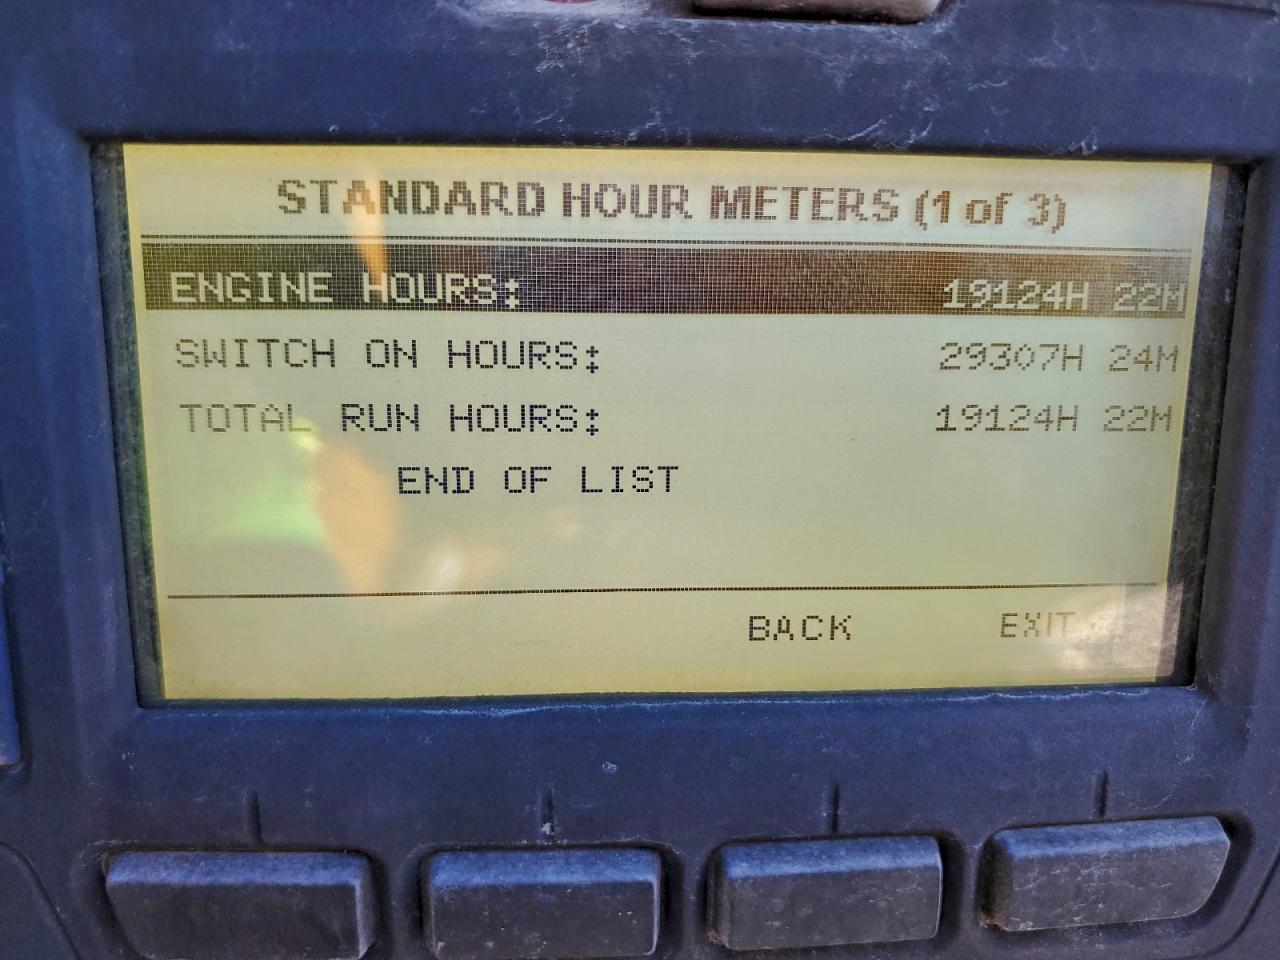 STANDARD HOUR METERS (1 of 3)
ENGINE HOURS: 19124H 22M
SWITCH ON HOURS: 29307H 24M
TOTAL RUN HOURS: 19124H 22M
END OF LIST
BACK EXIT